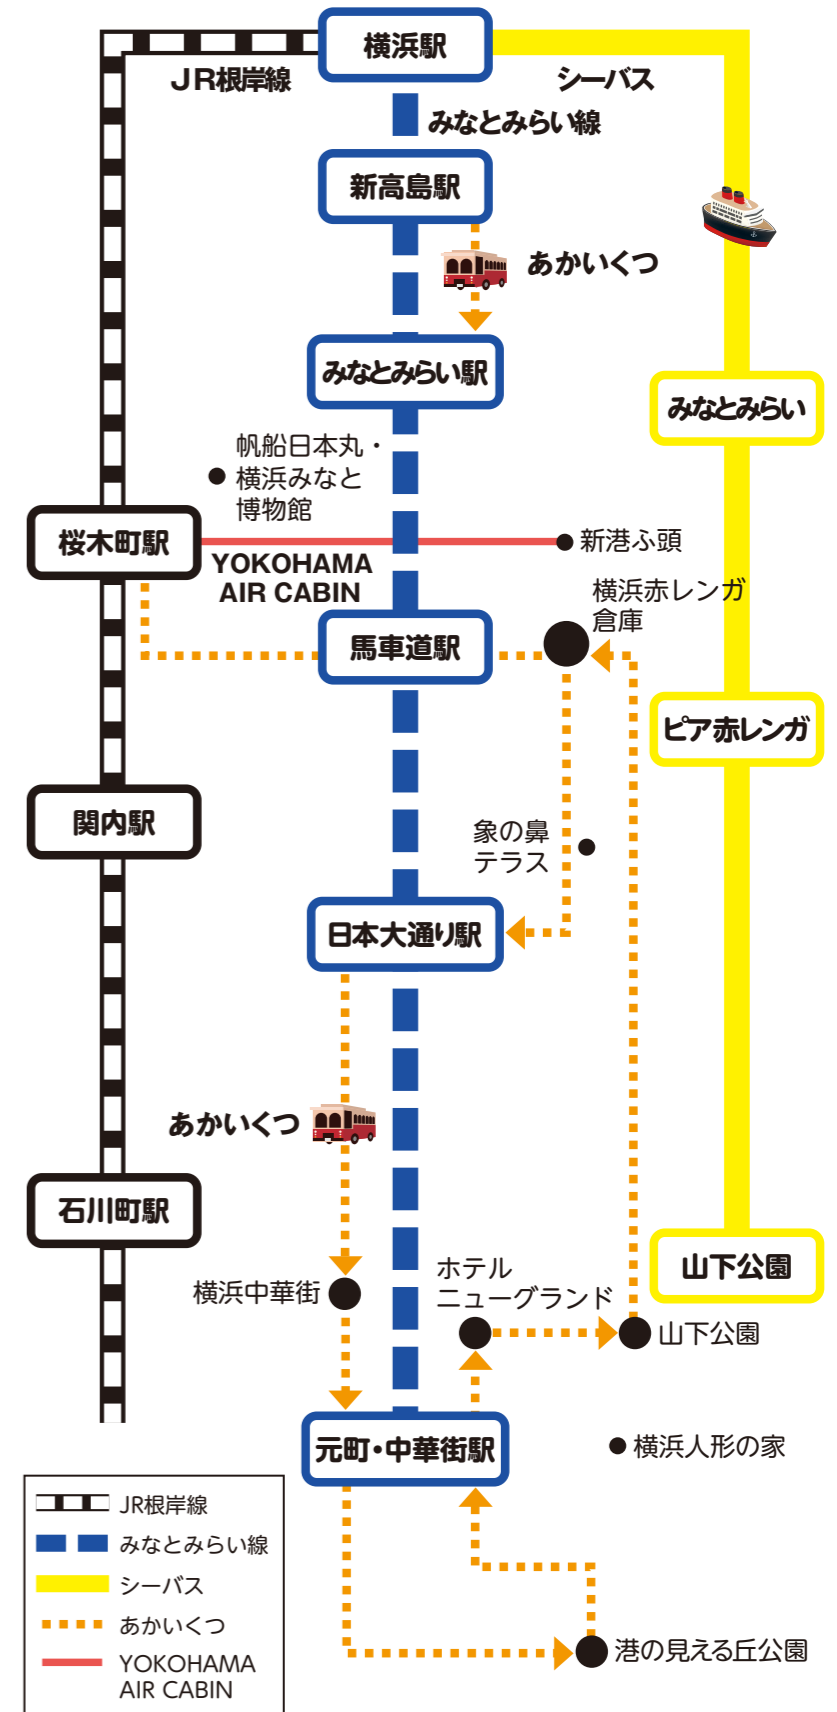 横浜駅
JR根岸線
シーバス
みなとみらい線
新高島駅
あかいくつ
みなとみらい駅
みなとみらい
帆船日本丸・
横浜みなと
博物館
桜木町駅
新港ふ頭
YOKOHAMA
AIR CABIN
横浜赤レンガ
倉庫
馬車道駅
ピア赤レンガ
関内駅
象の鼻
テラス
日本大通り駅
あかいくつ
石川町駅
山下公園
横浜中華街
ホテル
ニューグランド
山下公園
元町・中華街駅
横浜人形の家
JR根岸線
みなとみらい線
シーバス
あかいくつ
YOKOHAMA
AIR CABIN
港の見える丘公園